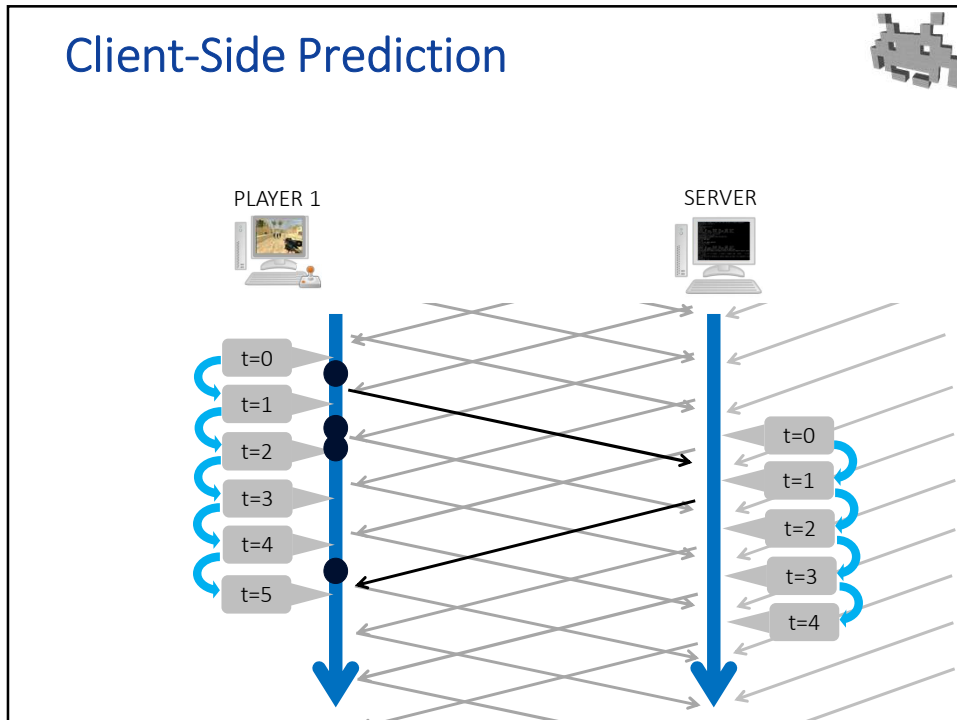 Client-Side Prediction
PLAYER 1
SERVER
t=0
t=1
t=2
t=3
t=4
t=5
t=0
t=1
t=2
t=3
t=4